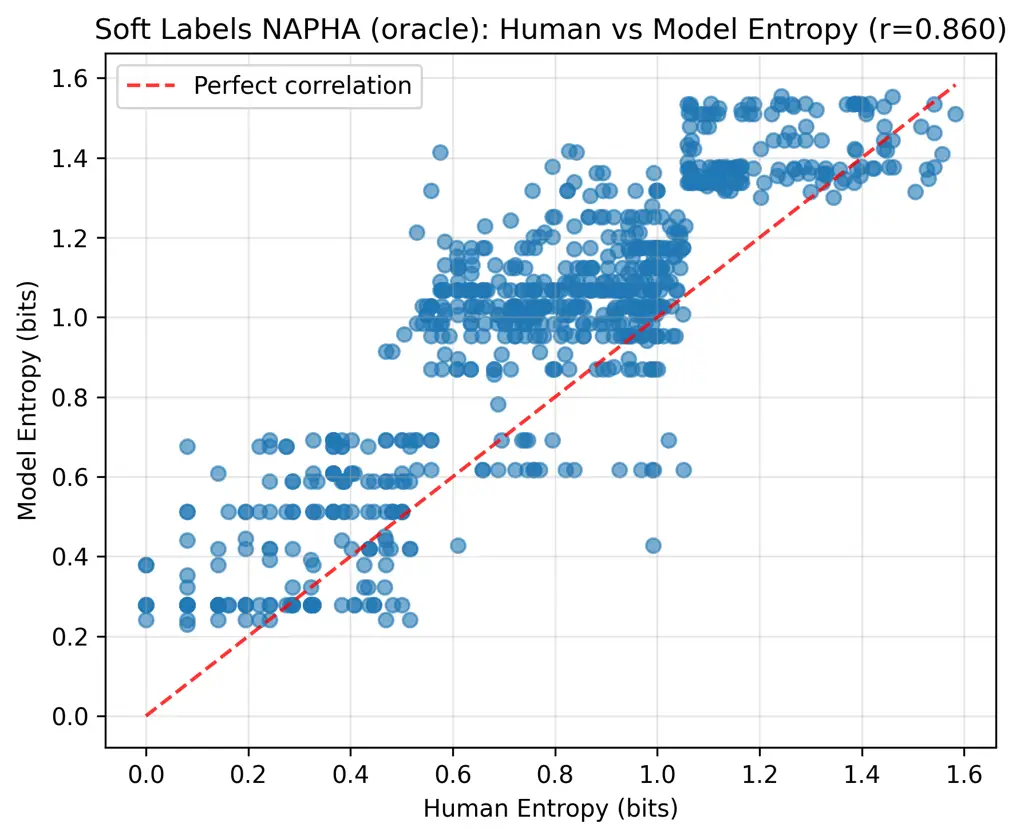 Soft Labels NAPHA (oracle): Human vs Model Entropy (r=0.860)
Perfect correlation
Model Entropy (bits)
1.6
1.4
1.2
1.0
0.8
0.6
0.4
0.2
0.0
0.0 0.2 0.4 0.6 0.8 1.0 1.2 1.4 1.6
Human Entropy (bits)